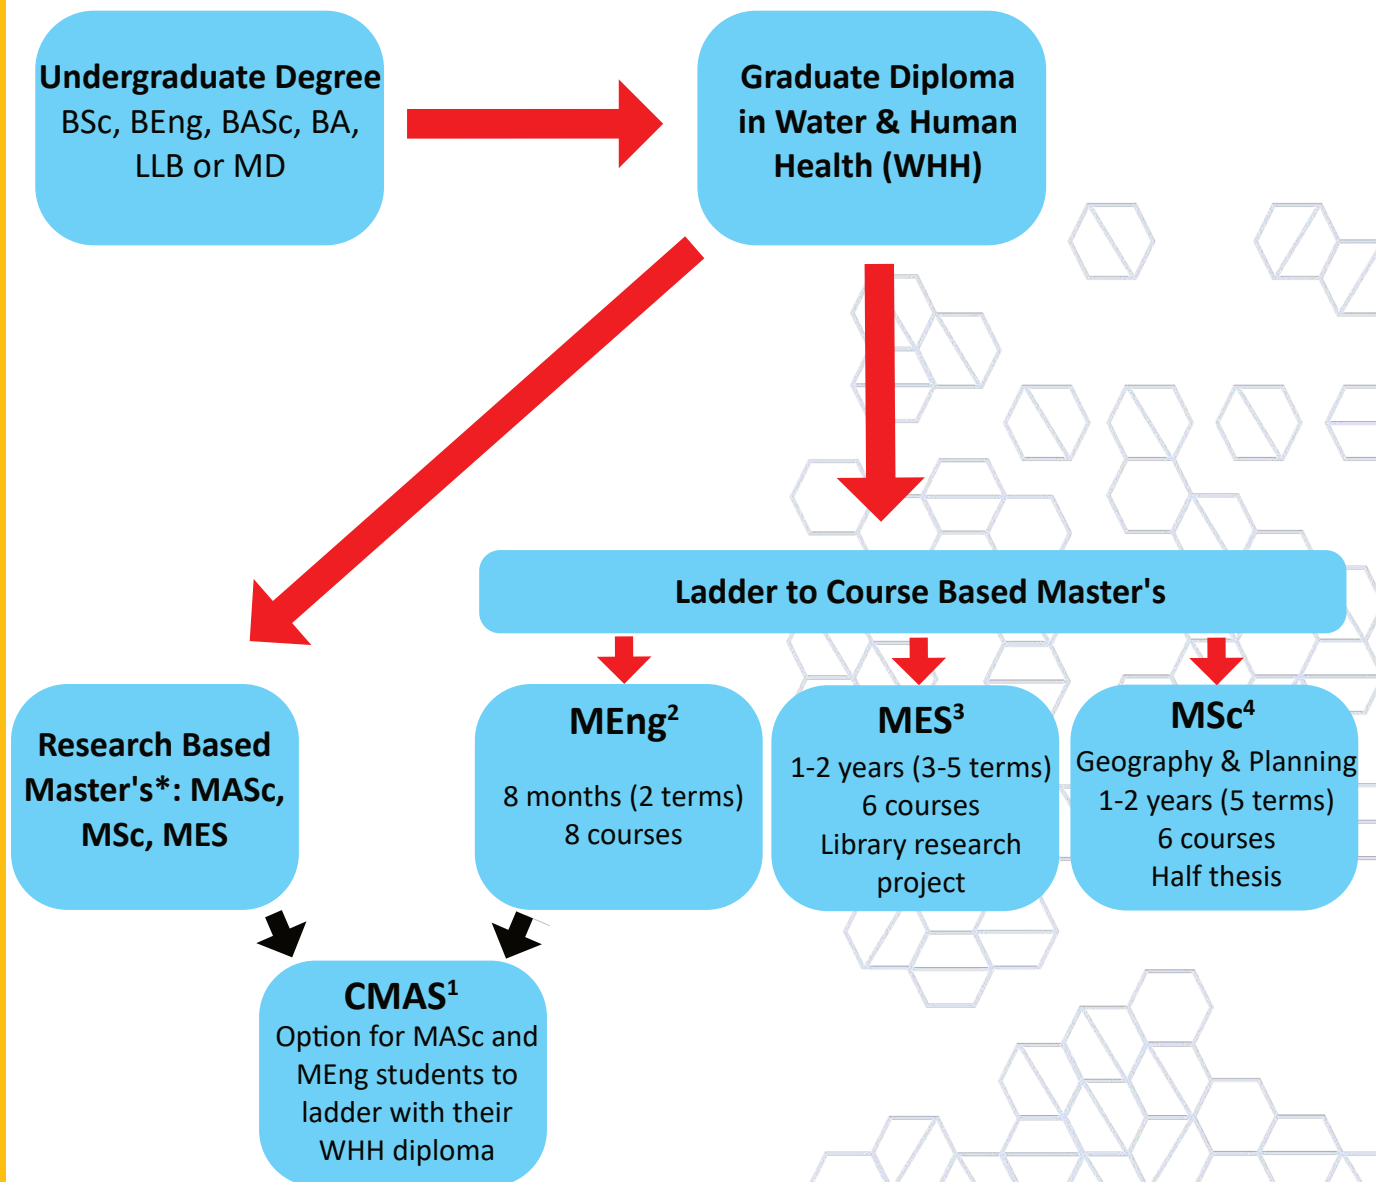 Undergraduate Degree
BSc, BEng, BASc, BA,
LLB or MD
Graduate Diploma
in Water & Human
Health (WHH)
Ladder to Course Based Master's
Research Based
Master's*: MASc,
MSc, MES
MEng²
8 months (2 terms)
8 courses
MES³
1-2 years (3-5 terms)
6 courses
Library research
project
MSc⁴
Geography & Planning
1-2 years (5 terms)
6 courses
Half thesis
CMAS¹
Option for MASc and
MEng students to
ladder with their
WHH diploma